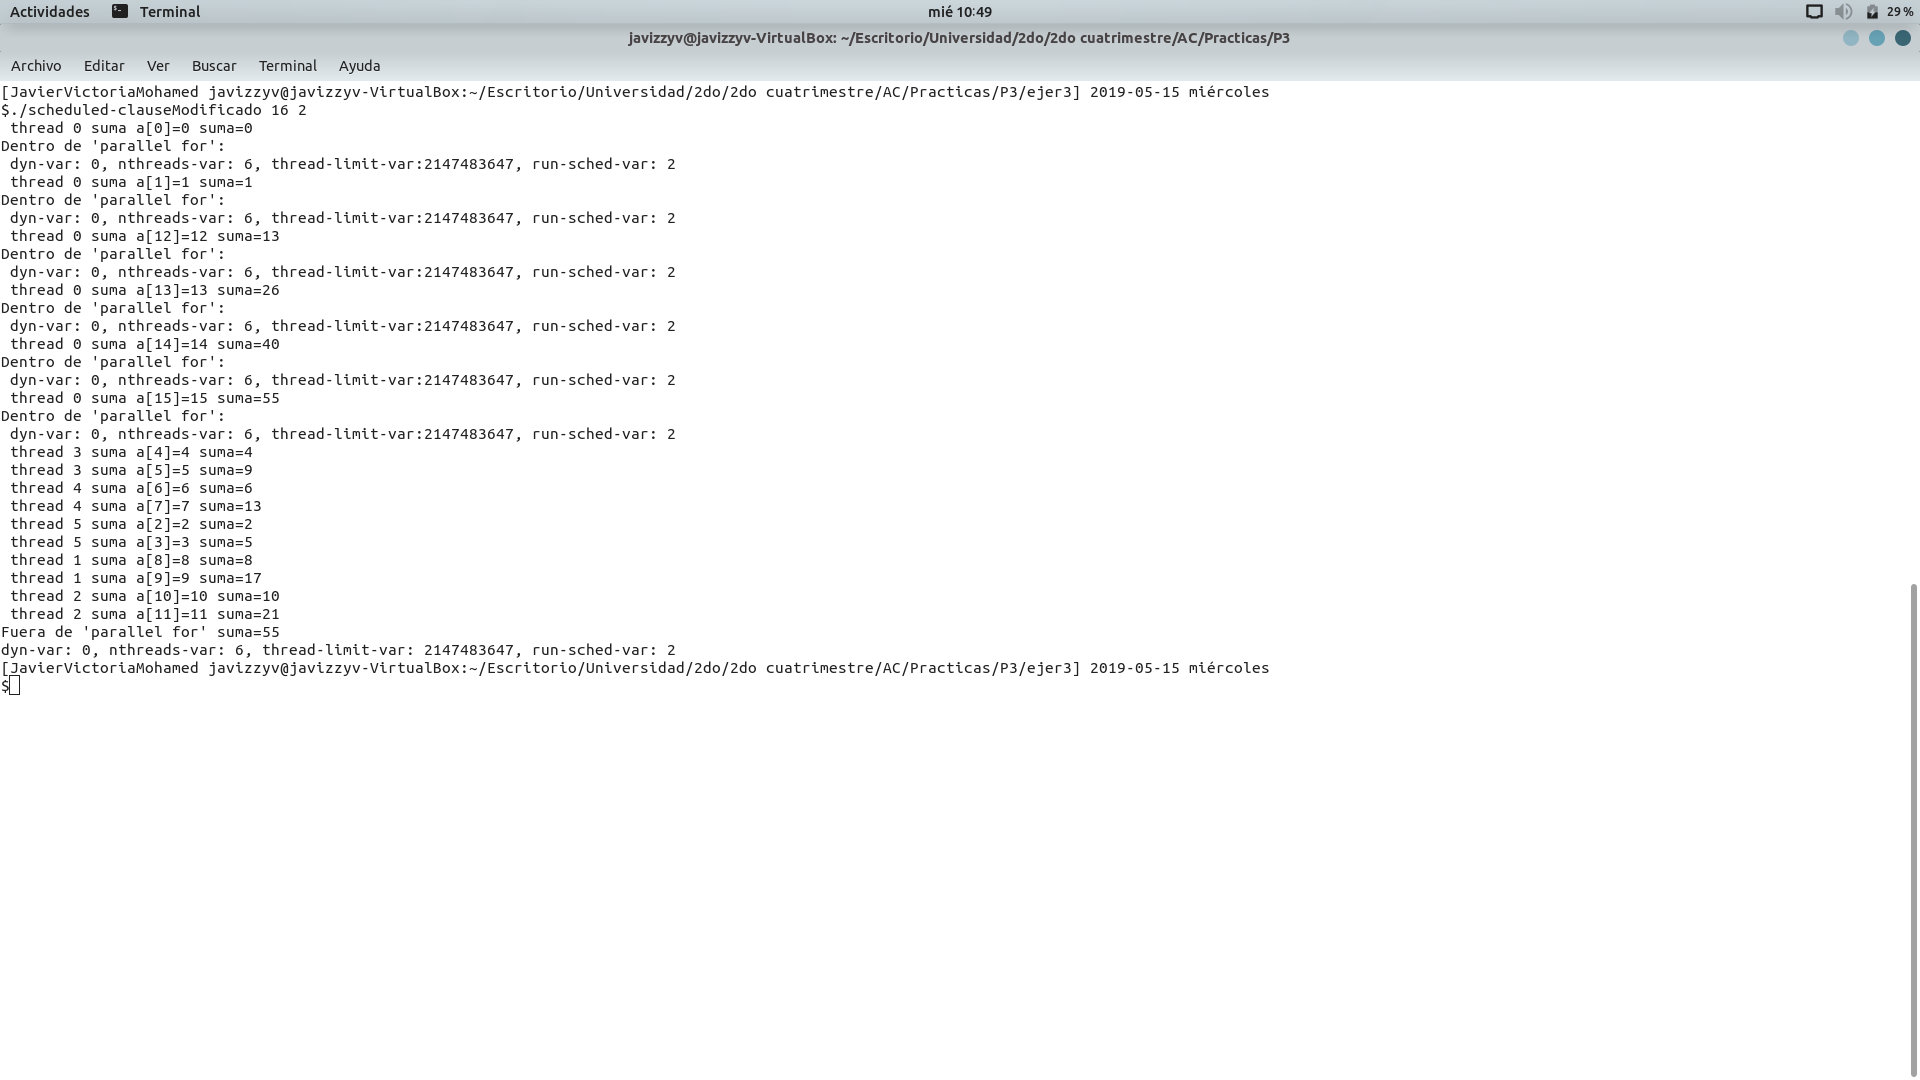 Actividades Terminal mié 10:49 29 %
javizzyv@javizzyv-VirtualBox: ~/Escritorio/Universidad/2do/2do cuatrimestre/AC/Practicas/P3
Archivo Editar Ver Buscar Terminal Ayuda
[JavierVictoriaMohamed javizzyv@javizzyv-VirtualBox:~/Escritorio/Universidad/2do/2do cuatrimestre/AC/Practicas/P3/ejer3] 2019-05-15 miércoles
$./scheduled-clauseModificado 16 2
 thread 0 suma a[0]=0 suma=0
Dentro de 'parallel for':
 dyn-var: 0, nthreads-var: 6, thread-limit-var:2147483647, run-sched-var: 2
 thread 0 suma a[1]=1 suma=1
Dentro de 'parallel for':
 dyn-var: 0, nthreads-var: 6, thread-limit-var:2147483647, run-sched-var: 2
 thread 0 suma a[12]=12 suma=13
Dentro de 'parallel for':
 dyn-var: 0, nthreads-var: 6, thread-limit-var:2147483647, run-sched-var: 2
 thread 0 suma a[13]=13 suma=26
Dentro de 'parallel for':
 dyn-var: 0, nthreads-var: 6, thread-limit-var:2147483647, run-sched-var: 2
 thread 0 suma a[14]=14 suma=40
Dentro de 'parallel for':
 dyn-var: 0, nthreads-var: 6, thread-limit-var:2147483647, run-sched-var: 2
 thread 0 suma a[15]=15 suma=55
Dentro de 'parallel for':
 dyn-var: 0, nthreads-var: 6, thread-limit-var:2147483647, run-sched-var: 2
 thread 3 suma a[4]=4 suma=4
 thread 3 suma a[5]=5 suma=9
 thread 4 suma a[6]=6 suma=6
 thread 4 suma a[7]=7 suma=13
 thread 5 suma a[2]=2 suma=2
 thread 5 suma a[3]=3 suma=5
 thread 1 suma a[8]=8 suma=8
 thread 1 suma a[9]=9 suma=17
 thread 2 suma a[10]=10 suma=10
 thread 2 suma a[11]=11 suma=21
Fuera de 'parallel for' suma=55
dyn-var: 0, nthreads-var: 6, thread-limit-var: 2147483647, run-sched-var: 2
[JavierVictoriaMohamed javizzyv@javizzyv-VirtualBox:~/Escritorio/Universidad/2do/2do cuatrimestre/AC/Practicas/P3/ejer3] 2019-05-15 miércoles
$